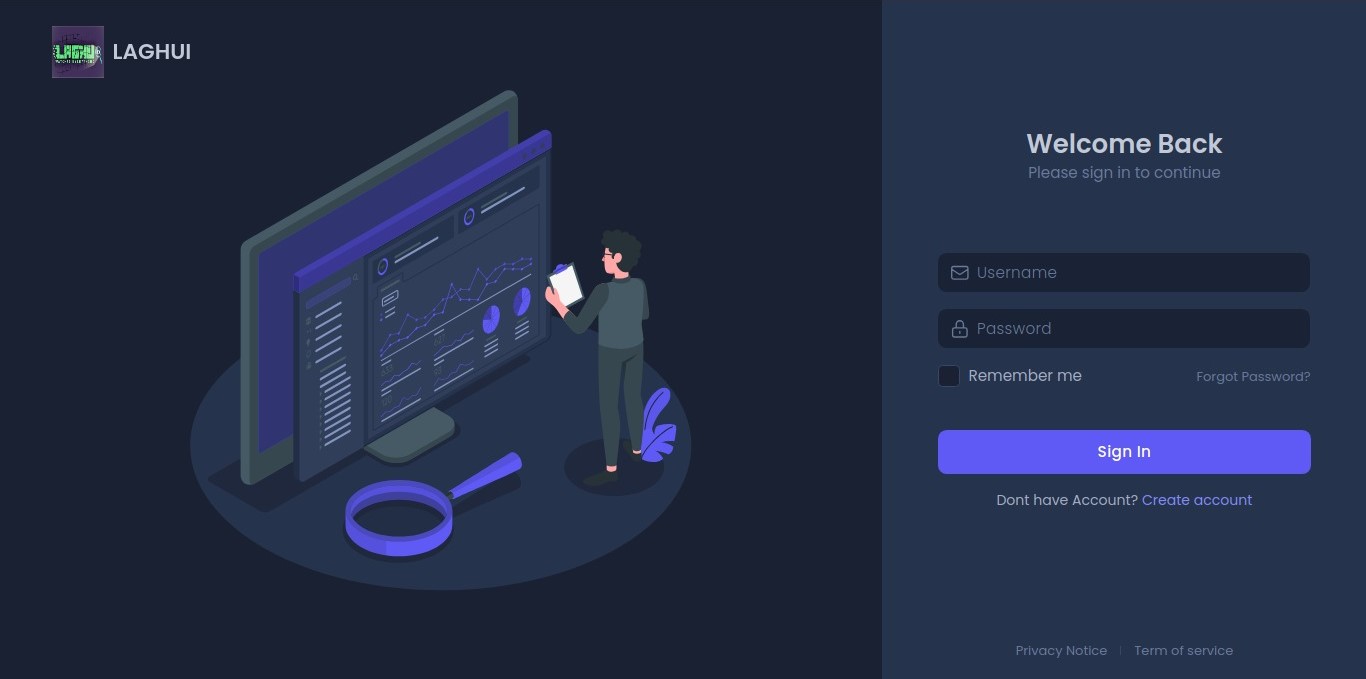 LAGHUI
Welcome Back
Please sign in to continue
Username
Password
Remember me
Forgot Password?
Sign In
Dont have Account? Create account
Privacy Notice
Term of service